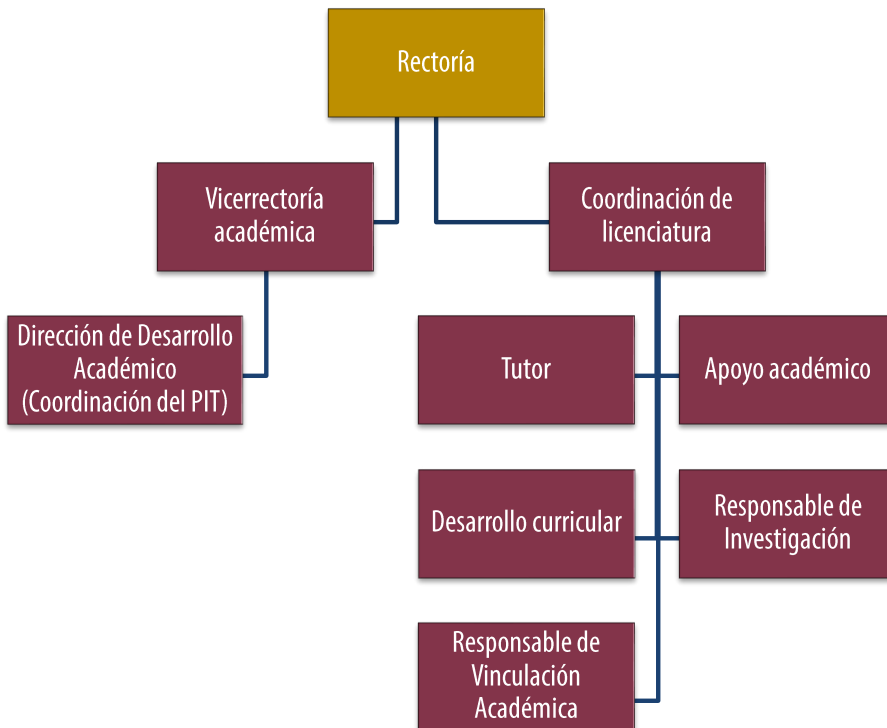 Rectoría
Vicerrectoría
académica
Coordinación de
licenciatura
Dirección de Desarrollo
Académico
(Coordinación del PIT)
Tutor
Apoyo académico
Desarrollo curricular
Responsable de
Investigación
Responsable de
Vinculación
Académica